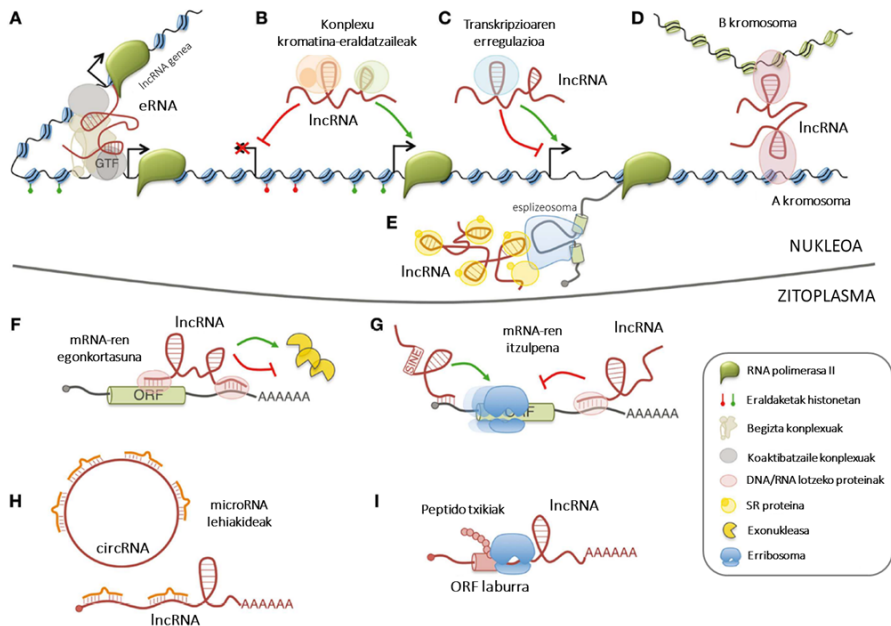 A
lncRNA genea
eRNA
GTF
B
Konplexu
kromatina-eraldatzaileak
lncRNA
C
Transkripzioaren
erregulazioa
lncRNA
D
B kromosoma
lncRNA
A kromosoma
E
esplizeosoma
lncRNA
NUKLEOA
ZITOPLASMA
F
lncRNA
mRNA-ren
egonkortasuna
ORF
AAAAAA
G
mRNA-ren
itzulpena
lncRNA
SINE
ORF
AAAAAA
H
circRNA
microRNA
lehiakideak
lncRNA
AAAAAA
I
Peptido txikiak
lncRNA
AAAAAA
ORF laburra
RNA polimerasa II
Eraldaketak histonetan
Begizta konplexuak
Koaktibatzaile konplexuak
DNA/RNA lotzeko proteinak
SR proteina
Exonukleasa
Erribosoma